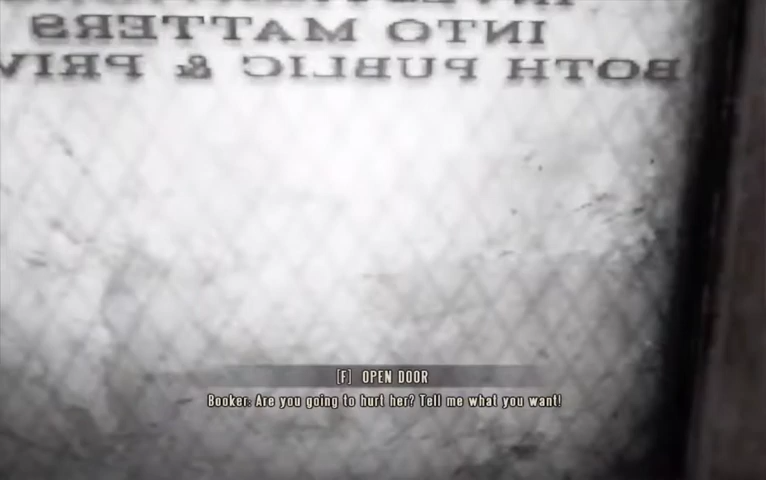 INTO MATTERS
BOTH PUBLIC & PRIV
[F] OPEN DOOR
Booker: Are you going to hurt her? Tell me what you want!